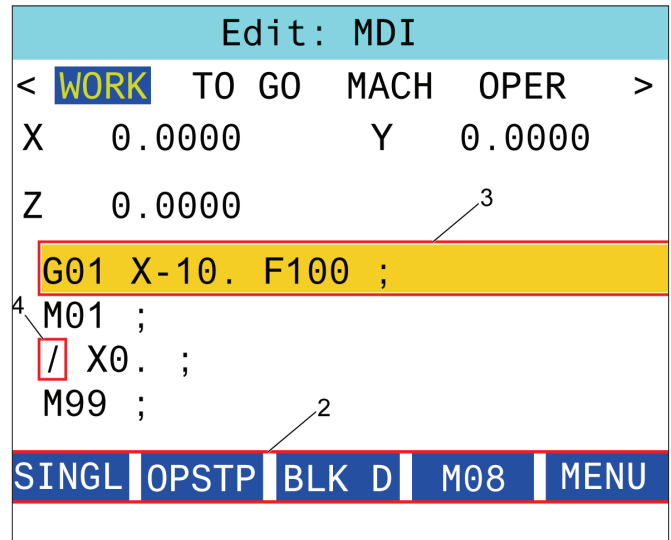 Edit: MDI
< WORK TO GO MACH OPER >
X 0.0000 Y 0.0000
Z 0.0000
3
G01 X-10. F100 ;
4
M01 ;
/ X0. ;
M99 ;
2
SINGL OPSTP BLK D M08 MENU